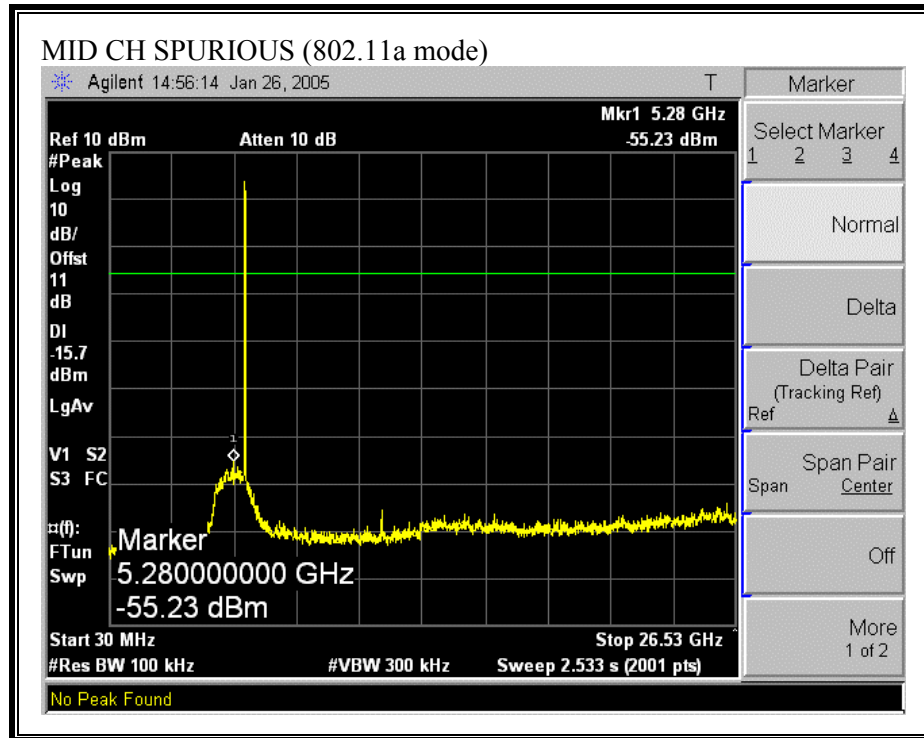 MID CH SPURIOUS (802.11a mode)
Agilent 14:56:14 Jan 26, 2005 T
Mkr1 5.28 GHz
Ref 10 dBm Atten 10 dB -55.23 dBm
#Peak
Log
10
dB/
Offst
11
dB
DI
-15.7
dBm
LgAv
V1 S2
S3 FC
¤(f):
FTun
Swp
1
Marker
5.280000000 GHz
-55.23 dBm
Start 30 MHz Stop 26.53 GHz
#Res BW 100 kHz #VBW 300 kHz Sweep 2.533 s (2001 pts)
No Peak Found
Marker
Select Marker
1 2 3 4
Normal
Delta
Delta Pair
(Tracking Ref)
Ref Δ
Span Pair
Span Center
Off
More
1 of 2